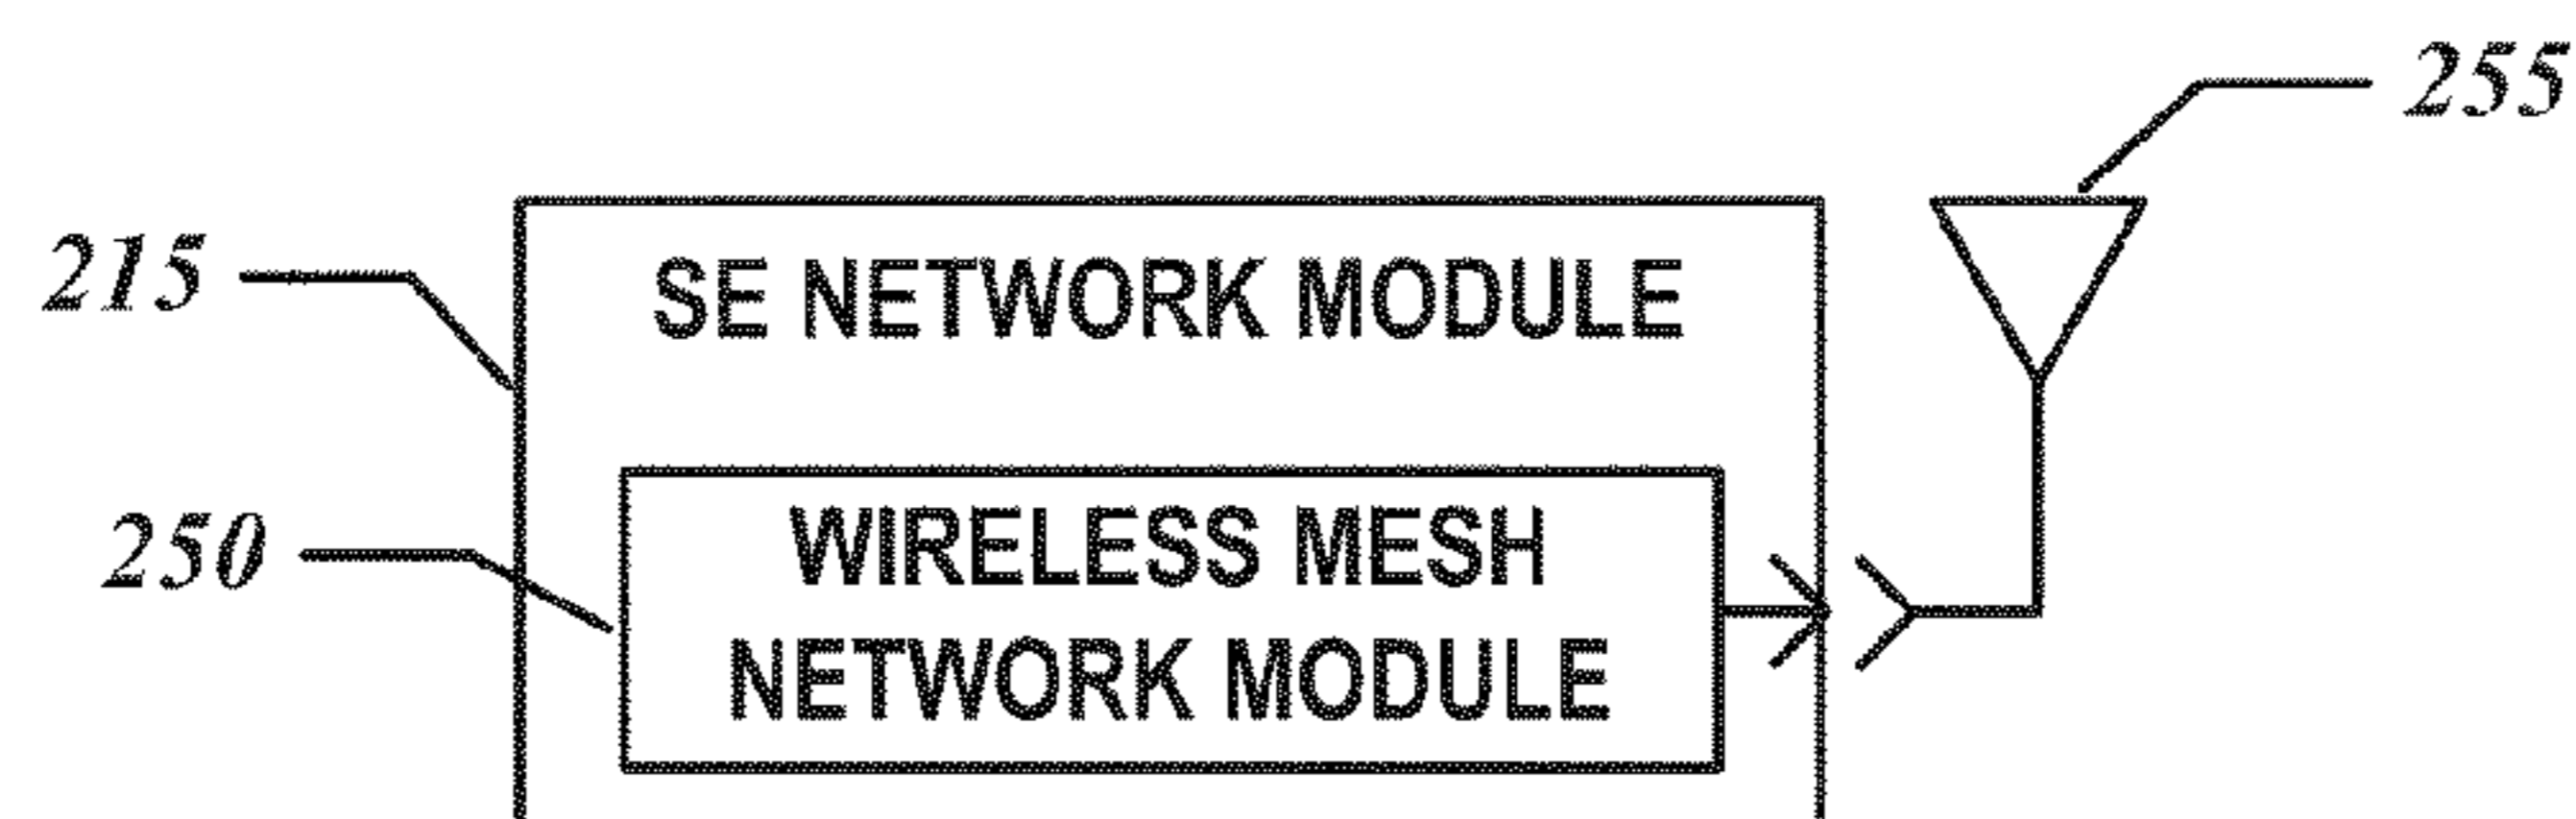 255
215
SE NETWORK MODULE
250
WIRELESS MESH
NETWORK MODULE